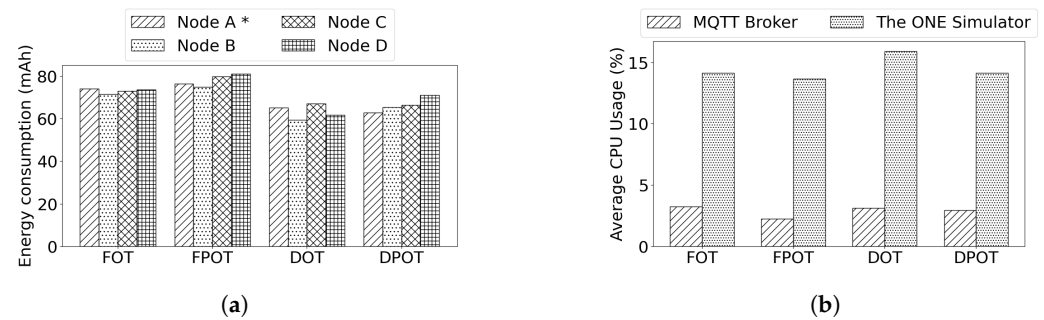 Node A *
Node C
Node B
Node D
Energy consumption (mAh)
80
60
40
20
0
FOT
FPOT
DOT
DPOT
(a)
MQTT Broker
The ONE Simulator
Average CPU Usage (%)
15
10
5
0
FOT
FPOT
DOT
DPOT
(b)